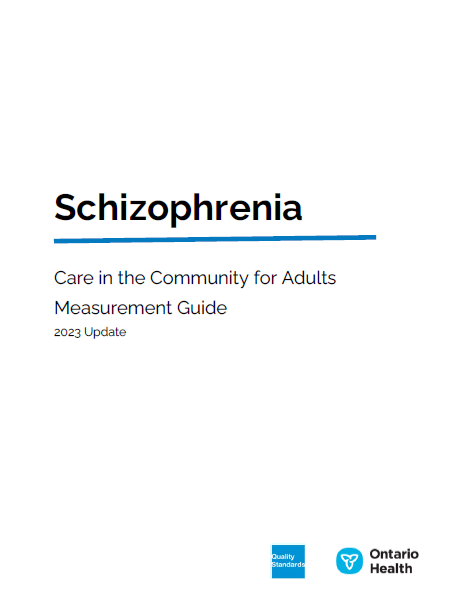 Schizophrenia
Care in the Community for Adults
Measurement Guide
2023 Update
Quality
Standards
Ontario
Health